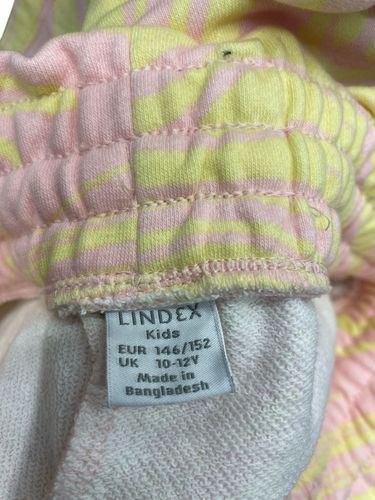 LINDEX
Kids
EUR 146/152
UK 10-12Y
Made in
Bangladesh